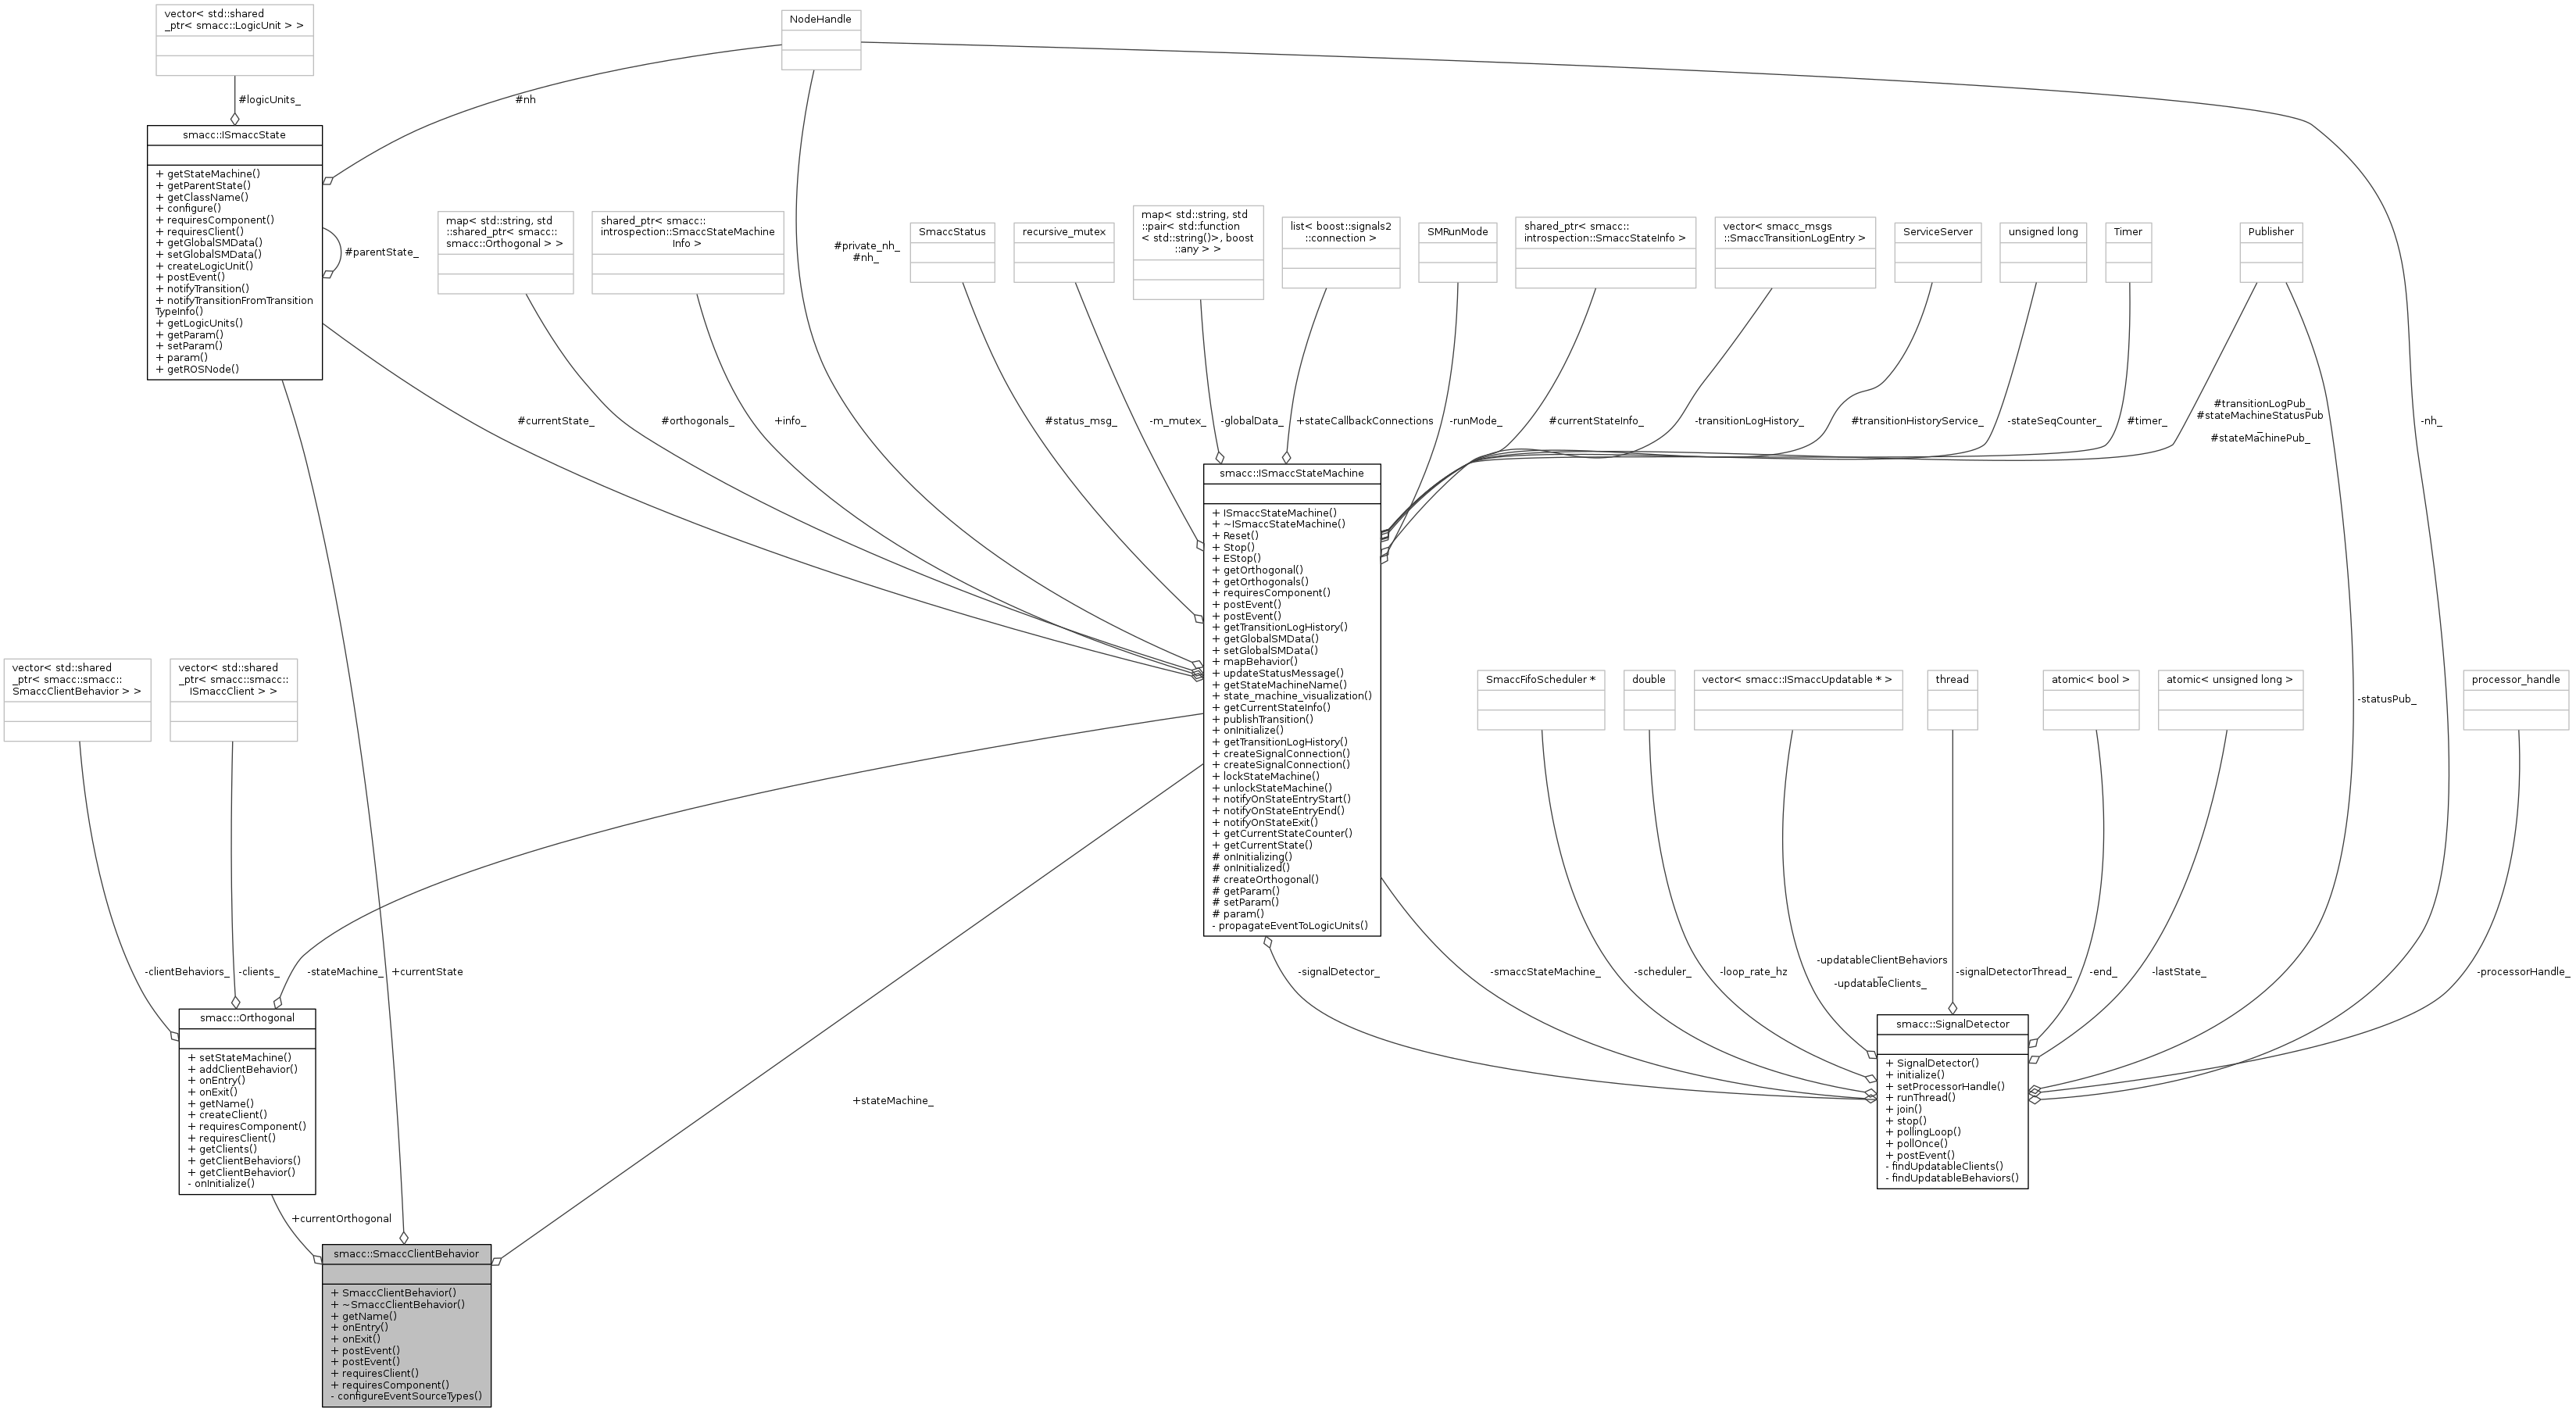 vector< std::shared
_ptr< smacc::LogicUnit > >
NodeHandle
#logicUnits_
#nh
smacc::ISmaccState
+ getStateMachine()
+ getParentState()
+ getClassName()
+ configure()
+ requiresComponent()
+ requiresClient()
+ getGlobalSMData()
+ setGlobalSMData()
+ createLogicUnit()
+ postEvent()
+ notifyTransition()
+ notifyTransitionFromTransition
TypeInfo()
+ getLogicUnits()
+ getParam()
+ setParam()
+ param()
+ getROSNode()
#parentState_
map< std::string, std
::shared_ptr< smacc::
smacc::Orthogonal > >
shared_ptr< smacc::
introspection::SmaccStateMachine
Info >
#private_nh_
#nh_
SmaccStatus
recursive_mutex
map< std::string, std
::pair< std::function
< std::string()>, boost
::any > >
list< boost::signals2
::connection >
SMRunMode
shared_ptr< smacc::
introspection::SmaccStateInfo >
vector< smacc_msgs
::SmaccTransitionLogEntry >
ServiceServer
unsigned long
Timer
Publisher
#currentState_
#orthogonals_
+info_
#status_msg_
-m_mutex_
-globalData_
+stateCallbackConnections
-runMode_
#currentStateInfo_
-transitionLogHistory_
#transitionHistoryService_
-stateSeqCounter_
#timer_
#transitionLogPub_
#stateMachineStatusPub
_
#stateMachinePub_
-nh_
smacc::ISmaccStateMachine
+ ISmaccStateMachine()
+ ~ISmaccStateMachine()
+ Reset()
+ Stop()
+ EStop()
+ getOrthogonal()
+ getOrthogonals()
+ requiresComponent()
+ postEvent()
+ postEvent()
+ getTransitionLogHistory()
+ getGlobalSMData()
+ setGlobalSMData()
+ mapBehavior()
+ updateStatusMessage()
+ getStateMachineName()
+ state_machine_visualization()
+ getCurrentStateInfo()
+ publishTransition()
+ onInitialize()
+ getTransitionLogHistory()
+ createSignalConnection()
+ createSignalConnection()
+ lockStateMachine()
+ unlockStateMachine()
+ notifyOnStateEntryStart()
+ notifyOnStateEntryEnd()
+ notifyOnStateExit()
+ getCurrentStateCounter()
+ getCurrentState()
# onInitializing()
# onInitialized()
# createOrthogonal()
# getParam()
# setParam()
# param()
- propagateEventToLogicUnits()
vector< std::shared
_ptr< smacc::smacc::
SmaccClientBehavior > >
vector< std::shared
_ptr< smacc::smacc::
ISmaccClient > >
SmaccFifoScheduler *
double
vector< smacc::ISmaccUpdatable * >
thread
atomic< bool >
atomic< unsigned long >
-statusPub_
processor_handle
-clientBehaviors_
-clients_
-stateMachine_
+currentState
-signalDetector_
-smaccStateMachine_
-scheduler_
-loop_rate_hz
-updatableClientBehaviors
_
-updatableClients_
-signalDetectorThread_
-end_
-lastState_
-processorHandle_
smacc::Orthogonal
+ setStateMachine()
+ addClientBehavior()
+ onEntry()
+ onExit()
+ getName()
+ createClient()
+ requiresComponent()
+ requiresClient()
+ getClients()
+ getClientBehaviors()
+ getClientBehavior()
- onInitialize()
+stateMachine_
smacc::SignalDetector
+ SignalDetector()
+ initialize()
+ setProcessorHandle()
+ runThread()
+ join()
+ stop()
+ pollingLoop()
+ pollOnce()
+ postEvent()
- findUpdatableClients()
- findUpdatableBehaviors()
+currentOrthogonal
smacc::SmaccClientBehavior
+ SmaccClientBehavior()
+ ~SmaccClientBehavior()
+ getName()
+ onEntry()
+ onExit()
+ postEvent()
+ postEvent()
+ requiresClient()
+ requiresComponent()
- configureEventSourceTypes()